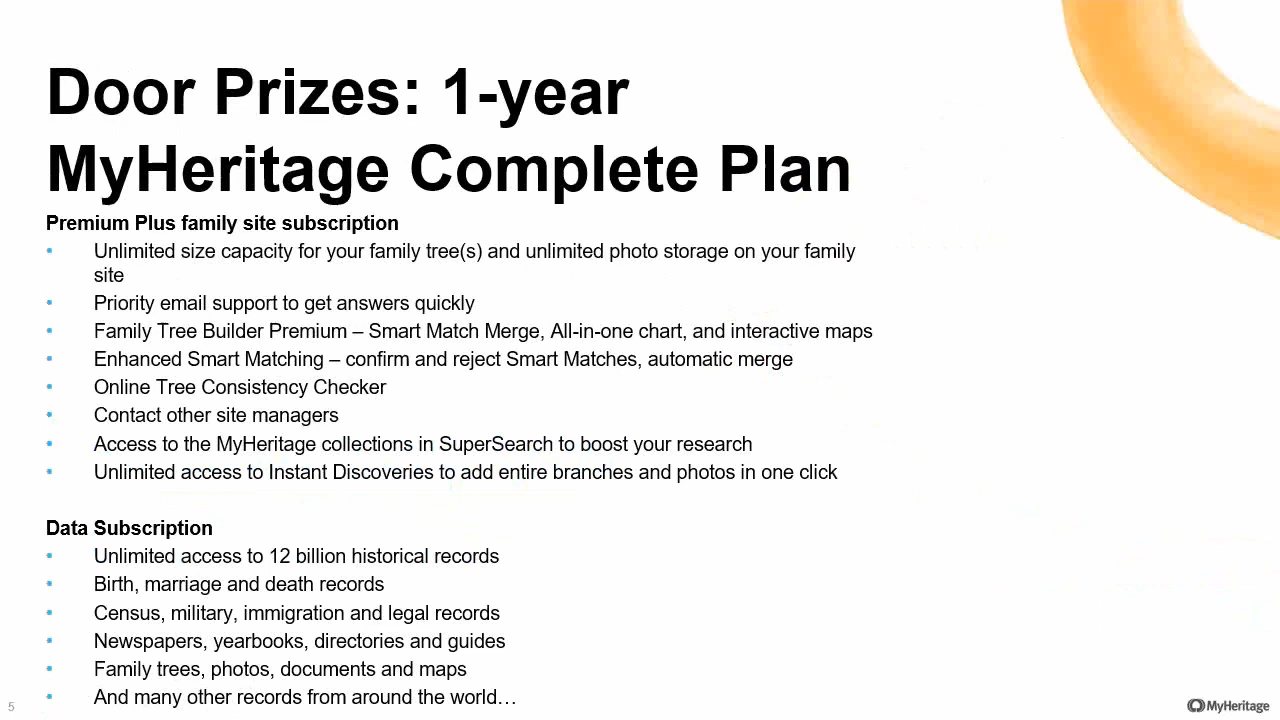 Door Prizes: 1-year
MyHeritage Complete Plan
Premium Plus family site subscription
• Unlimited size capacity for your family tree(s) and unlimited photo storage on your family
site
• Priority email support to get answers quickly
• Family Tree Builder Premium – Smart Match Merge, All-in-one chart, and interactive maps
• Enhanced Smart Matching – confirm and reject Smart Matches, automatic merge
• Online Tree Consistency Checker
• Contact other site managers
• Access to the MyHeritage collections in SuperSearch to boost your research
• Unlimited access to Instant Discoveries to add entire branches and photos in one click
Data Subscription
• Unlimited access to 12 billion historical records
• Birth, marriage and death records
• Census, military, immigration and legal records
• Newspapers, yearbooks, directories and guides
• Family trees, photos, documents and maps
• And many other records from around the world…
5
MyHeritage